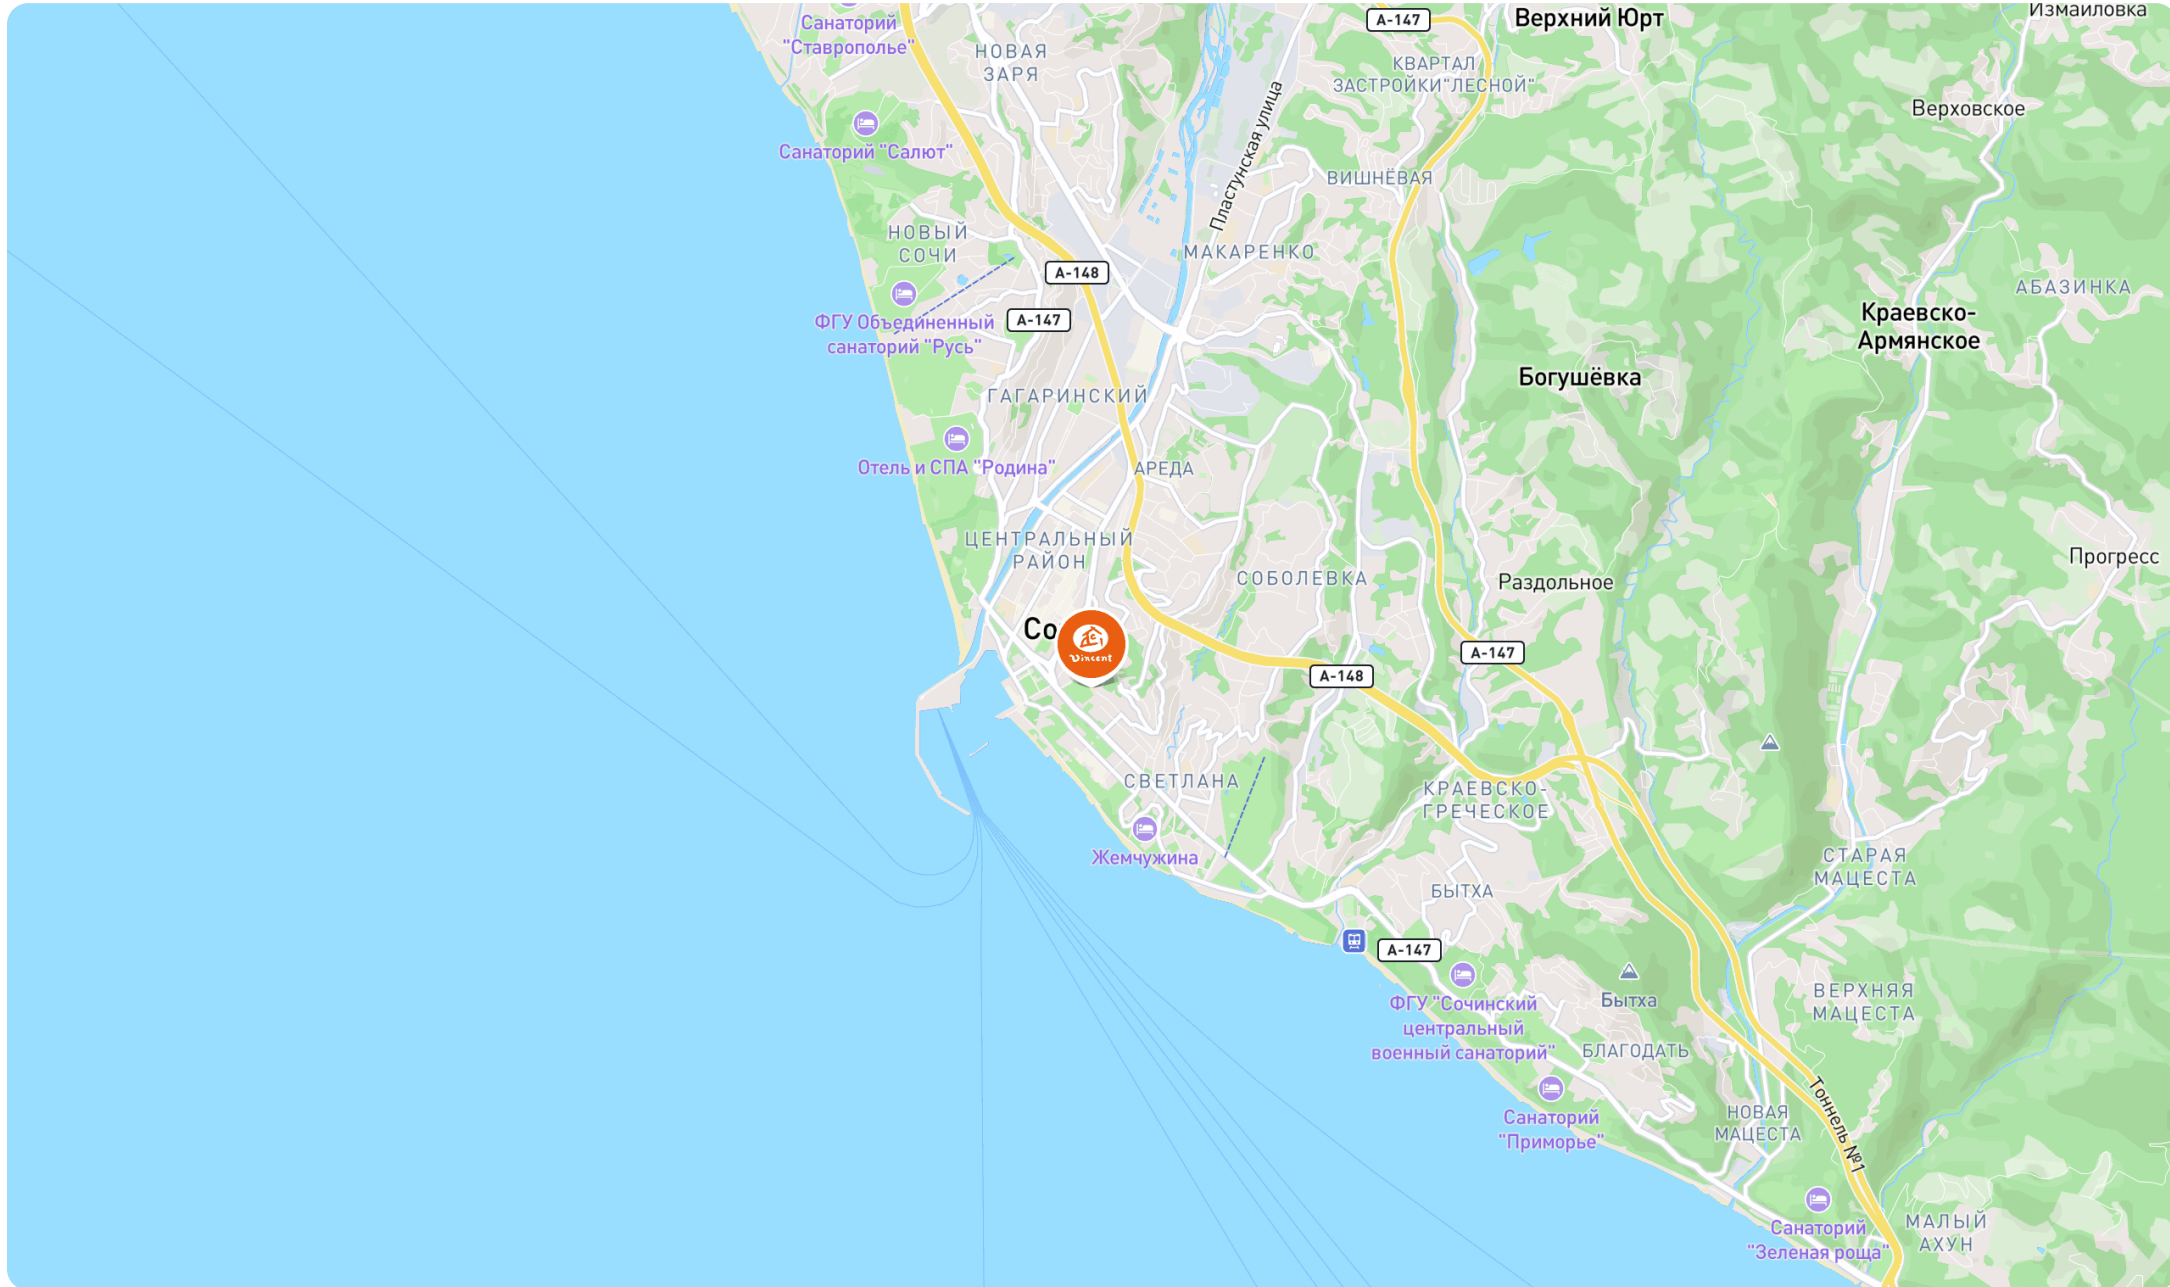 Санаторий
"Ставрополье"
НОВАЯ
ЗАРЯ
А-147
Верхний Юрт
Измайловка
КВАРТАЛ
ЗАСТРОЙКИ"ЛЕСНОЙ"
Верховское
Санаторий "Салют"
Пластунская улица
ВИШНЁВАЯ
НОВЫЙ
СОЧИ
МАКАРЕНКО
А-148
АБАЗИНКА
ФГУ Объединенный
санаторий "Русь"
А-147
Краевско-
Армянское
Богушёвка
ГАГАРИНСКИЙ
Отель и СПА "Родина"
АРЕДА
ЦЕНТРАЛЬНЫЙ
РАЙОН
СОБОЛЕВКА
Раздольное
Прогресс
Со
Vincent
А-147
А-148
СВЕТЛАНА
КРАЕВСКО-
ГРЕЧЕСКОЕ
Жемчужина
СТАРАЯ
МАЦЕСТА
БЫТХА
А-147
ФГУ "Сочинский
центральный
военный санаторий"
Бытха
ВЕРХНЯЯ
МАЦЕСТА
БЛАГОДАТЬ
Санаторий
"Приморье"
НОВАЯ
МАЦЕСТА
Тоннель №1
Санаторий
"Зеленая роща"
МАЛЫЙ
АХУН